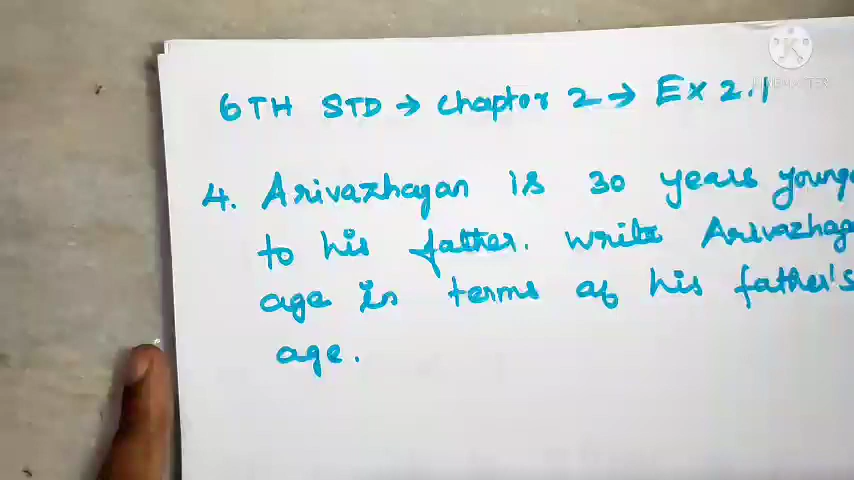 6TH STD → Chapter 2 → Ex 2.1
4. Arivazhagan is 30 years
to his father. Write
age in terms of his father's
age.